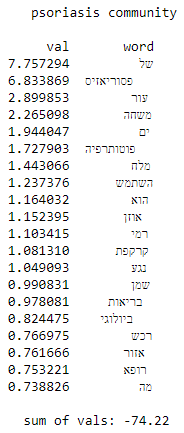 psoriasis community
val word
7.757294 של
6.833869 פסוריאזיס
2.899853 עור
2.265098 משחה
1.944047 ים
1.727903 פוטותרפיה
1.443066 מלח
1.237376 השתמש
1.164032 הוא
1.152395 אוזן
1.103415 רמי
1.081310 קרקפת
1.049093 נגע
0.990831 שמן
0.978081 בריאות
0.824475 ביולוגי
0.766975 רכש
0.761666 אזור
0.753221 רופא
0.738826 מה
sum of vals: -74.22